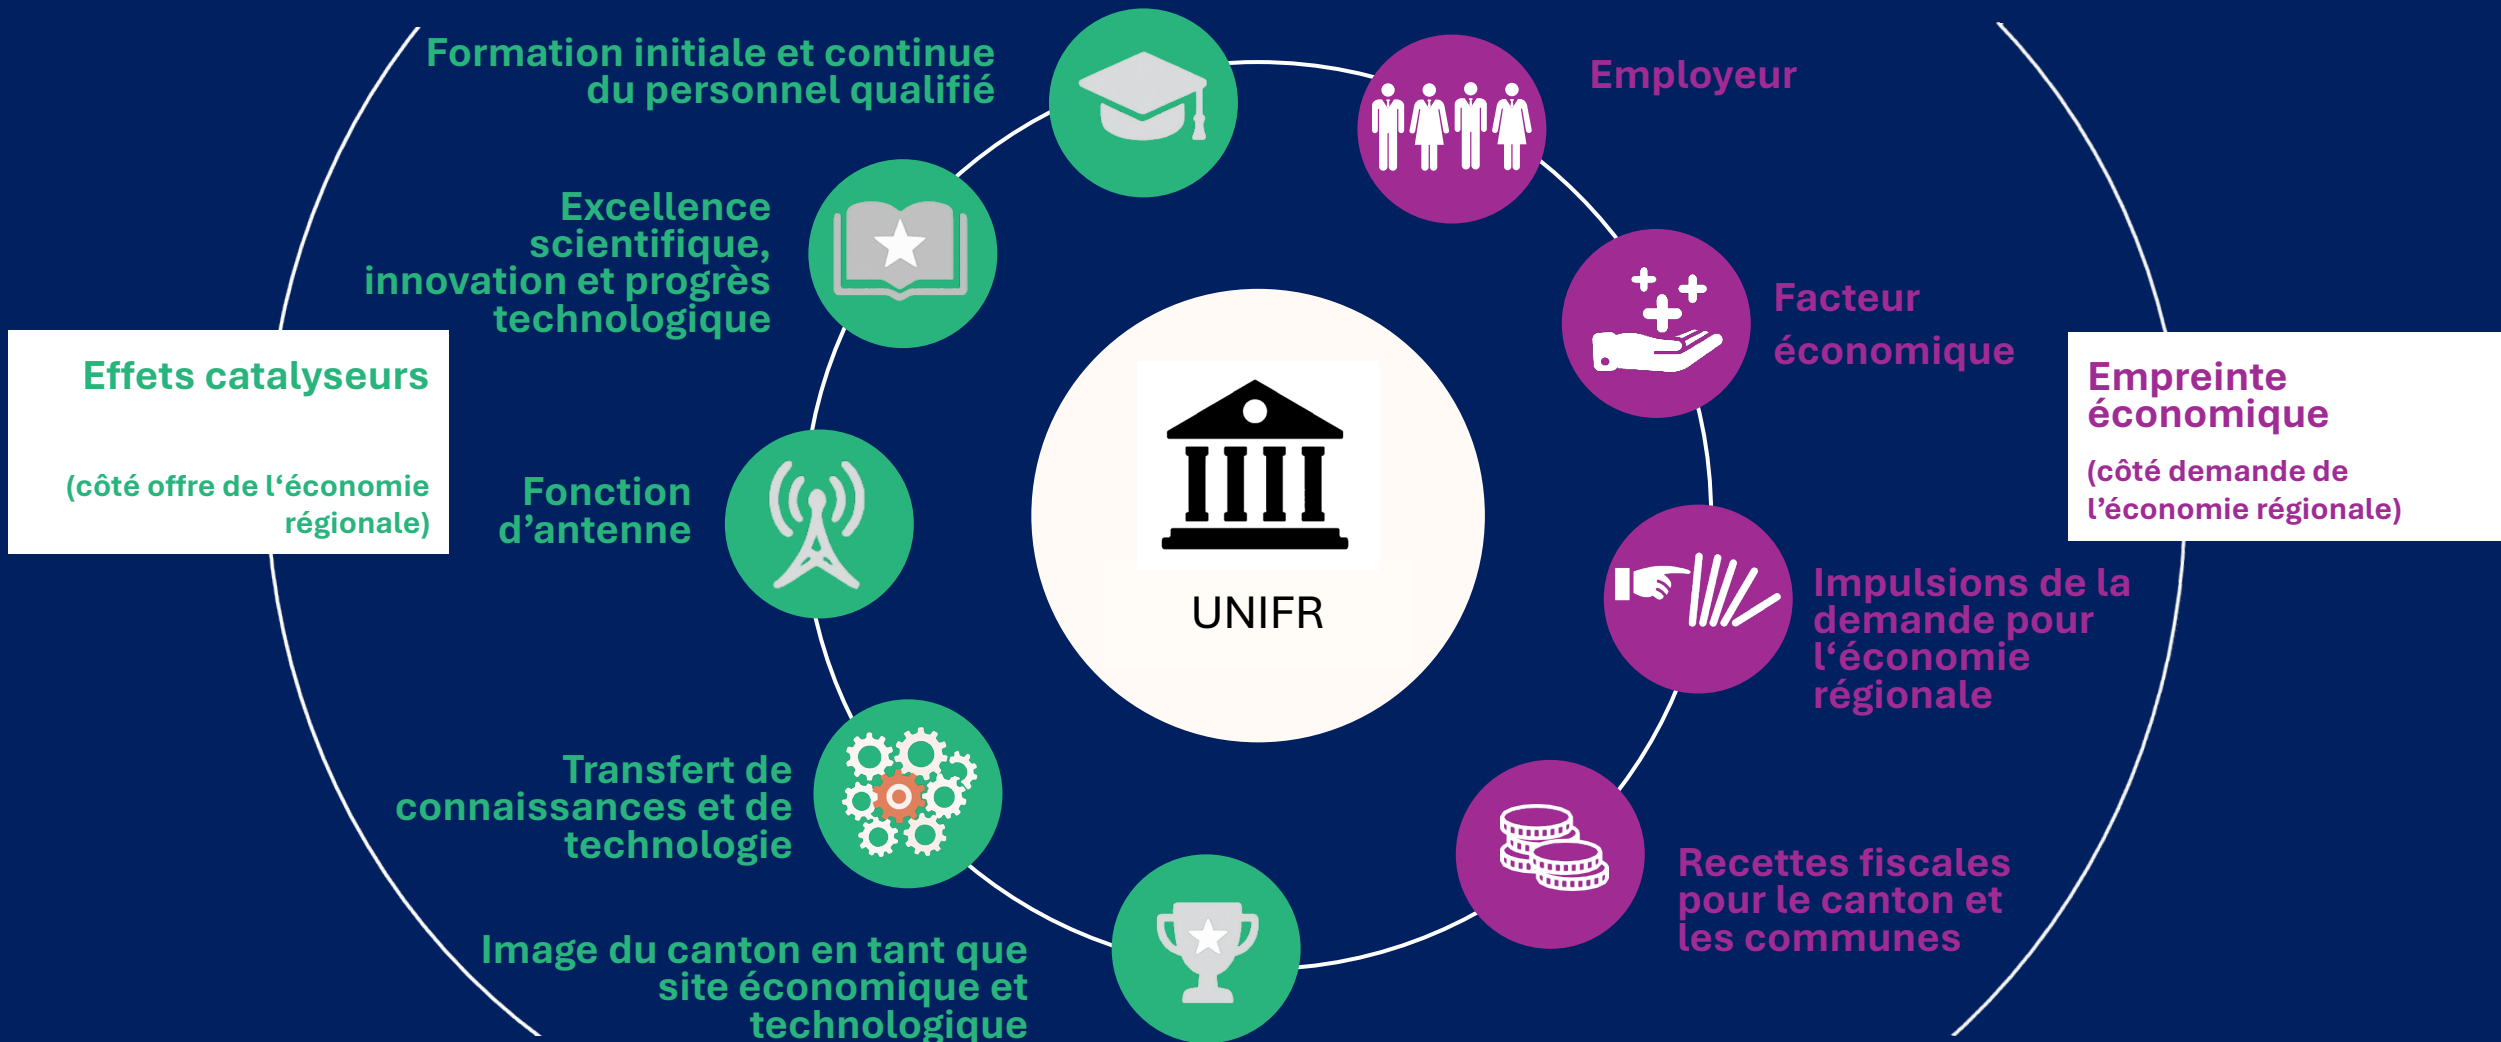 Formation initiale et continue
du personnel qualifié
Employeur
Excellence
scientifique,
innovation et progrès
technologique
Facteur
économique
Effets catalyseurs
(côté offre de l‘économie
régionale)
Empreinte
économique
(côté demande de
l’économie régionale)
Fonction
d’antenne
UNIFR
Impulsions de la
demande pour
l‘économie
régionale
Transfert de
connaissances et de
technologie
Recettes fiscales
pour le canton et
les communes
Image du canton en tant que
site économique et
technologique